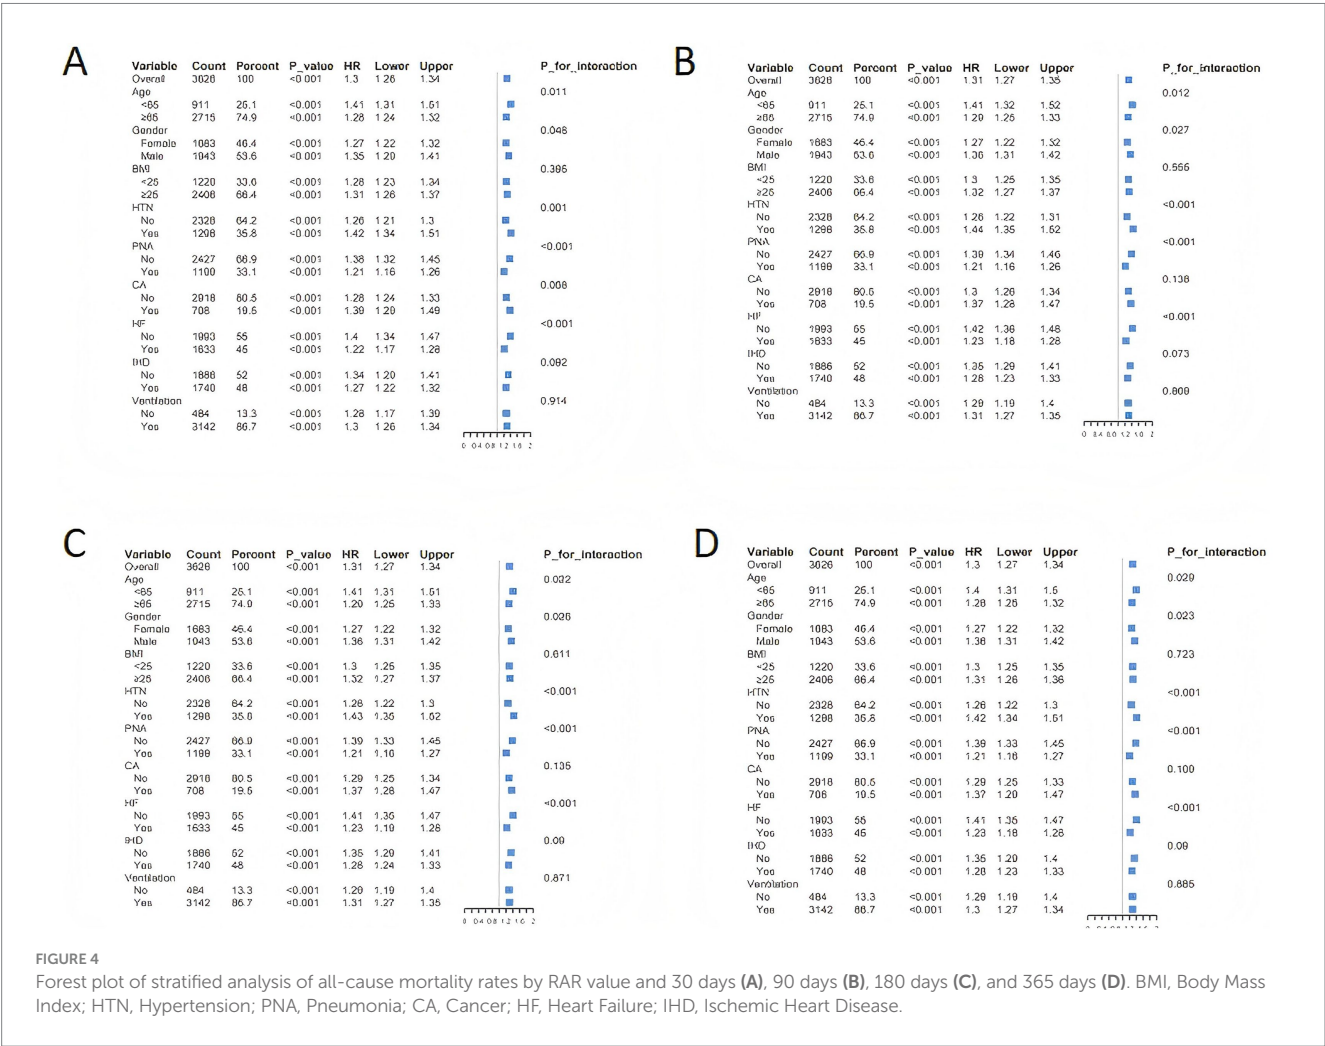 A
Variable Count Percent P_value HR Lower Upper P_for_interaction
Overall 3626 100 <0.001 1.3 1.26 1.34
Age 0.011
<65 911 25.1 <0.001 1.41 1.31 1.51
≥65 2715 74.9 <0.001 1.28 1.24 1.32
Gender 0.048
Female 1683 46.4 <0.001 1.27 1.22 1.32
Male 1943 53.6 <0.001 1.35 1.29 1.41
BMI 0.395
<25 1220 33.6 <0.001 1.28 1.23 1.34
≥25 2406 66.4 <0.001 1.31 1.26 1.37
HTN 0.001
No 2328 64.2 <0.001 1.26 1.21 1.3
Yes 1298 35.8 <0.001 1.42 1.34 1.51
PNA <0.001
No 2427 66.9 <0.001 1.38 1.32 1.45
Yes 1199 33.1 <0.001 1.21 1.16 1.26
CA 0.068
No 2918 80.5 <0.001 1.28 1.24 1.33
Yes 708 19.5 <0.001 1.39 1.29 1.49
HF <0.001
No 1993 55 <0.001 1.4 1.34 1.47
Yes 1633 45 <0.001 1.22 1.17 1.28
IHD 0.082
No 1886 52 <0.001 1.34 1.29 1.41
Yes 1740 48 <0.001 1.27 1.22 1.32
Ventilation 0.914
No 484 13.3 <0.001 1.28 1.17 1.39
Yes 3142 86.7 <0.001 1.3 1.26 1.34
0 0.4 0.8 1.2 1.6 2
B
Variable Count Percent P_value HR Lower Upper P_for_interaction
Overall 3626 100 <0.001 1.31 1.27 1.35
Age 0.012
<65 911 25.1 <0.001 1.41 1.32 1.52
≥65 2715 74.9 <0.001 1.29 1.25 1.33
Gender 0.027
Female 1683 46.4 <0.001 1.27 1.22 1.32
Male 1943 53.6 <0.001 1.36 1.31 1.42
BMI 0.556
<25 1220 33.6 <0.001 1.3 1.25 1.35
≥25 2406 66.4 <0.001 1.32 1.27 1.37
HTN <0.001
No 2328 64.2 <0.001 1.26 1.22 1.31
Yes 1298 35.8 <0.001 1.44 1.35 1.52
PNA <0.001
No 2427 66.9 <0.001 1.39 1.34 1.46
Yes 1199 33.1 <0.001 1.21 1.16 1.26
CA 0.138
No 2918 80.5 <0.001 1.3 1.26 1.34
Yes 708 19.5 <0.001 1.37 1.28 1.47
HF <0.001
No 1993 55 <0.001 1.42 1.36 1.48
Yes 1633 45 <0.001 1.23 1.18 1.28
IHD 0.073
No 1886 52 <0.001 1.35 1.29 1.41
Yes 1740 48 <0.001 1.28 1.23 1.33
Ventilation 0.809
No 484 13.3 <0.001 1.29 1.19 1.4
Yes 3142 86.7 <0.001 1.31 1.27 1.35
0 0.4 0.8 1.2 1.6 2
C
Variable Count Percent P_value HR Lower Upper P_for_interaction
Overall 3626 100 <0.001 1.31 1.27 1.34
Age 0.022
<65 911 25.1 <0.001 1.41 1.31 1.51
≥65 2715 74.9 <0.001 1.29 1.25 1.33
Gender 0.026
Female 1683 46.4 <0.001 1.27 1.22 1.32
Male 1943 53.6 <0.001 1.36 1.31 1.42
BMI 0.611
<25 1220 33.6 <0.001 1.3 1.25 1.35
≥25 2406 66.4 <0.001 1.32 1.27 1.37
HTN <0.001
No 2328 64.2 <0.001 1.26 1.22 1.3
Yes 1298 35.8 <0.001 1.43 1.35 1.52
PNA <0.001
No 2427 66.9 <0.001 1.39 1.33 1.45
Yes 1199 33.1 <0.001 1.21 1.16 1.27
CA 0.135
No 2918 80.5 <0.001 1.29 1.25 1.34
Yes 708 19.5 <0.001 1.37 1.28 1.47
HF <0.001
No 1993 55 <0.001 1.41 1.35 1.47
Yes 1633 45 <0.001 1.23 1.19 1.28
IHD 0.09
No 1886 52 <0.001 1.35 1.29 1.41
Yes 1740 48 <0.001 1.28 1.24 1.33
Ventilation 0.871
No 484 13.3 <0.001 1.29 1.19 1.4
Yes 3142 86.7 <0.001 1.31 1.27 1.35
0 0.4 0.8 1.2 1.6 2
D
Variable Count Percent P_value HR Lower Upper P_for_interaction
Overall 3626 100 <0.001 1.3 1.27 1.34
Age 0.029
<65 911 25.1 <0.001 1.4 1.31 1.5
≥65 2715 74.9 <0.001 1.28 1.25 1.32
Gender 0.023
Female 1683 46.4 <0.001 1.27 1.22 1.32
Male 1943 53.6 <0.001 1.36 1.31 1.42
BMI 0.723
<25 1220 33.6 <0.001 1.3 1.25 1.35
≥25 2406 66.4 <0.001 1.31 1.26 1.36
HTN <0.001
No 2328 64.2 <0.001 1.26 1.22 1.3
Yes 1298 35.8 <0.001 1.42 1.34 1.51
PNA <0.001
No 2427 66.9 <0.001 1.39 1.33 1.45
Yes 1199 33.1 <0.001 1.21 1.16 1.27
CA 0.109
No 2918 80.5 <0.001 1.29 1.25 1.33
Yes 708 19.5 <0.001 1.37 1.29 1.47
HF <0.001
No 1993 55 <0.001 1.41 1.35 1.47
Yes 1633 45 <0.001 1.23 1.18 1.28
IHD 0.09
No 1886 52 <0.001 1.35 1.29 1.4
Yes 1740 48 <0.001 1.28 1.23 1.33
Ventilation 0.885
No 484 13.3 <0.001 1.29 1.19 1.4
Yes 3142 86.7 <0.001 1.3 1.27 1.34
FIGURE 4
Forest plot of stratified analysis of all-cause mortality rates by RAR value and 30 days (A), 90 days (B), 180 days (C), and 365 days (D). BMI, Body Mass
Index; HTN, Hypertension; PNA, Pneumonia; CA, Cancer; HF, Heart Failure; IHD, Ischemic Heart Disease.